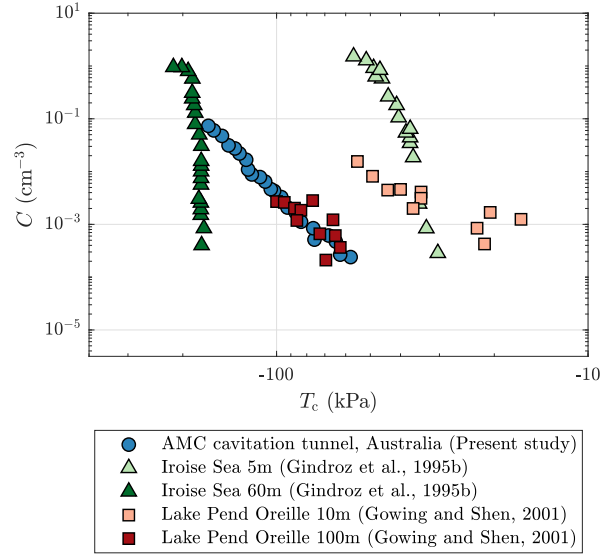 10^1
10^-1
10^-3
10^-5
C (cm^-3)
-100
-10
T_c (kPa)
AMC cavitation tunnel, Australia (Present study)
Iroise Sea 5m (Gindroz et al., 1995b)
Iroise Sea 60m (Gindroz et al., 1995b)
Lake Pend Oreille 10m (Gowing and Shen, 2001)
Lake Pend Oreille 100m (Gowing and Shen, 2001)